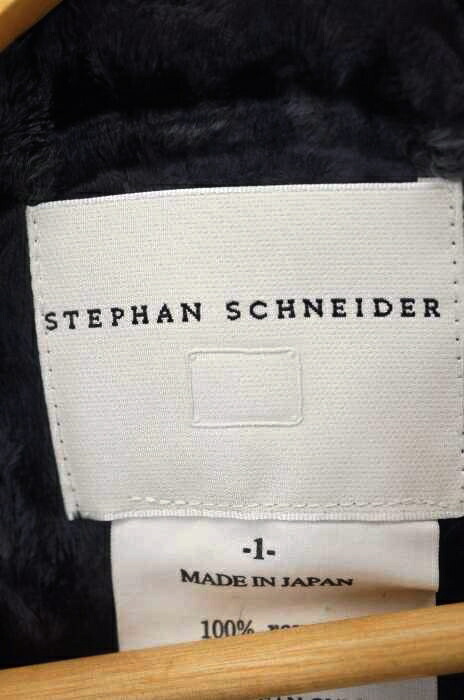 STEPHAN SCHNEIDER
-1-
MADE IN JAPAN
100%